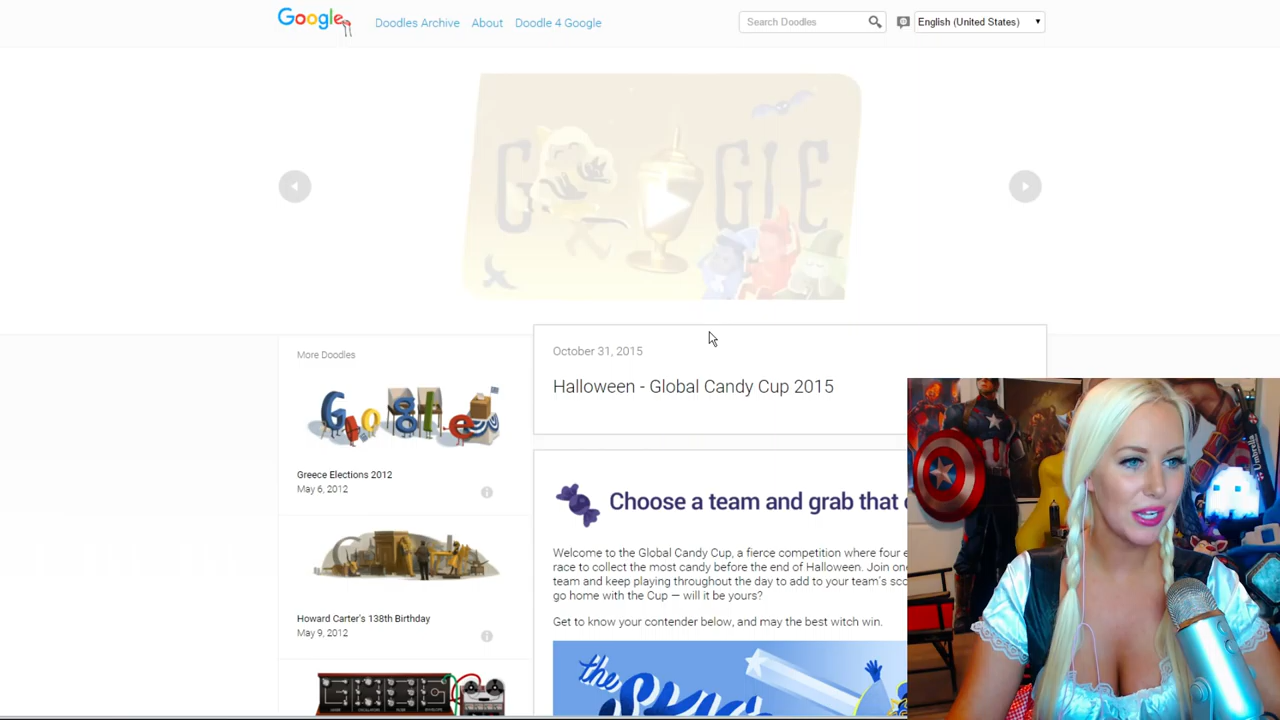 Google
Doodles Archive
About
Doodle 4 Google
Search Doodles
English (United States)
G GLE
More Doodles
Google
Greece Elections 2012
May 6, 2012
Howard Carter's 138th Birthday
May 9, 2012
October 31, 2015
Halloween - Global Candy Cup 2015
Choose a team and grab that
Welcome to the Global Candy Cup, a fierce competition where four
race to collect the most candy before the end of Halloween. Join
team and keep playing throughout the day to add to your team's
go home with the Cup — will it be yours?
Get to know your contender below, and may the best witch win.
the
Umbrella